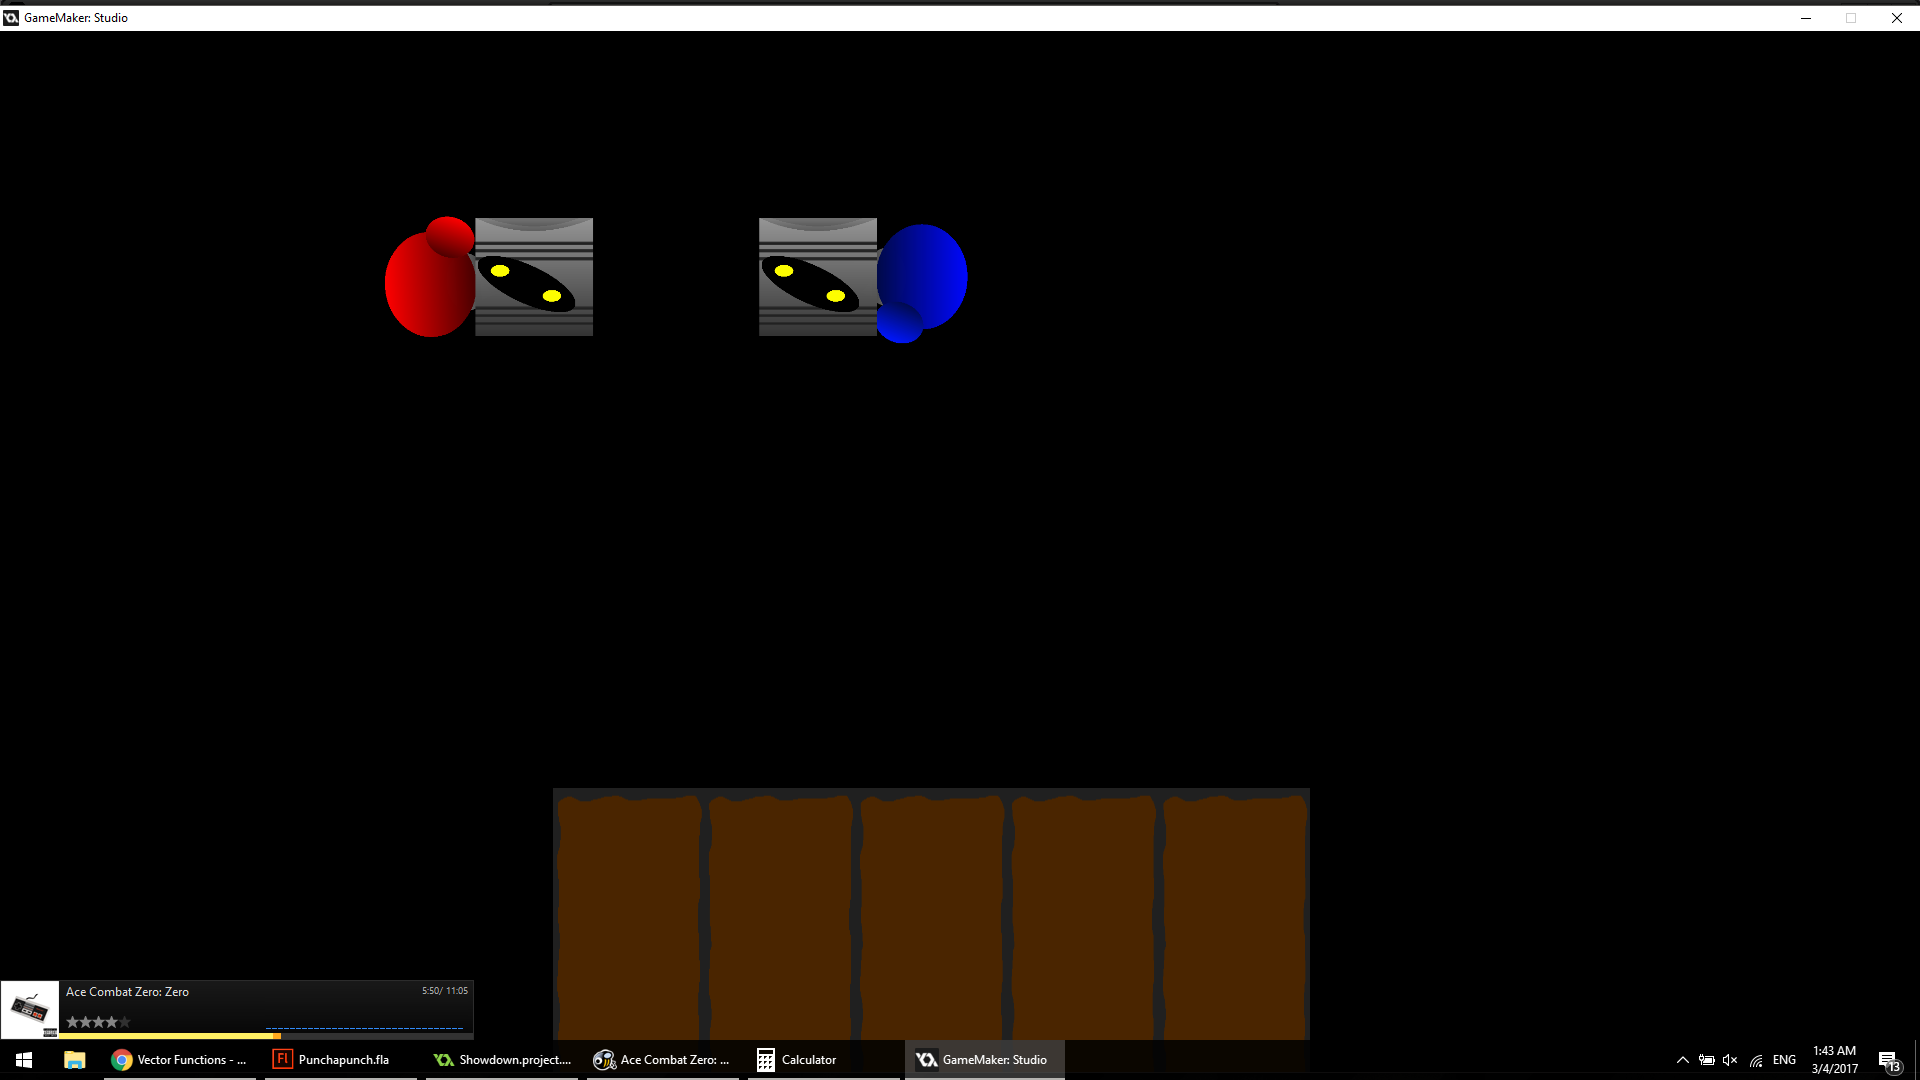 GameMaker: Studio
Ace Combat Zero: Zero
5:50/ 11:05
Vector Functions - ...
Fl
Punchapunch.fla
Showdown.project....
Ace Combat Zero: ...
Calculator
GameMaker: Studio
ENG
1:43 AM
3/4/2017
13